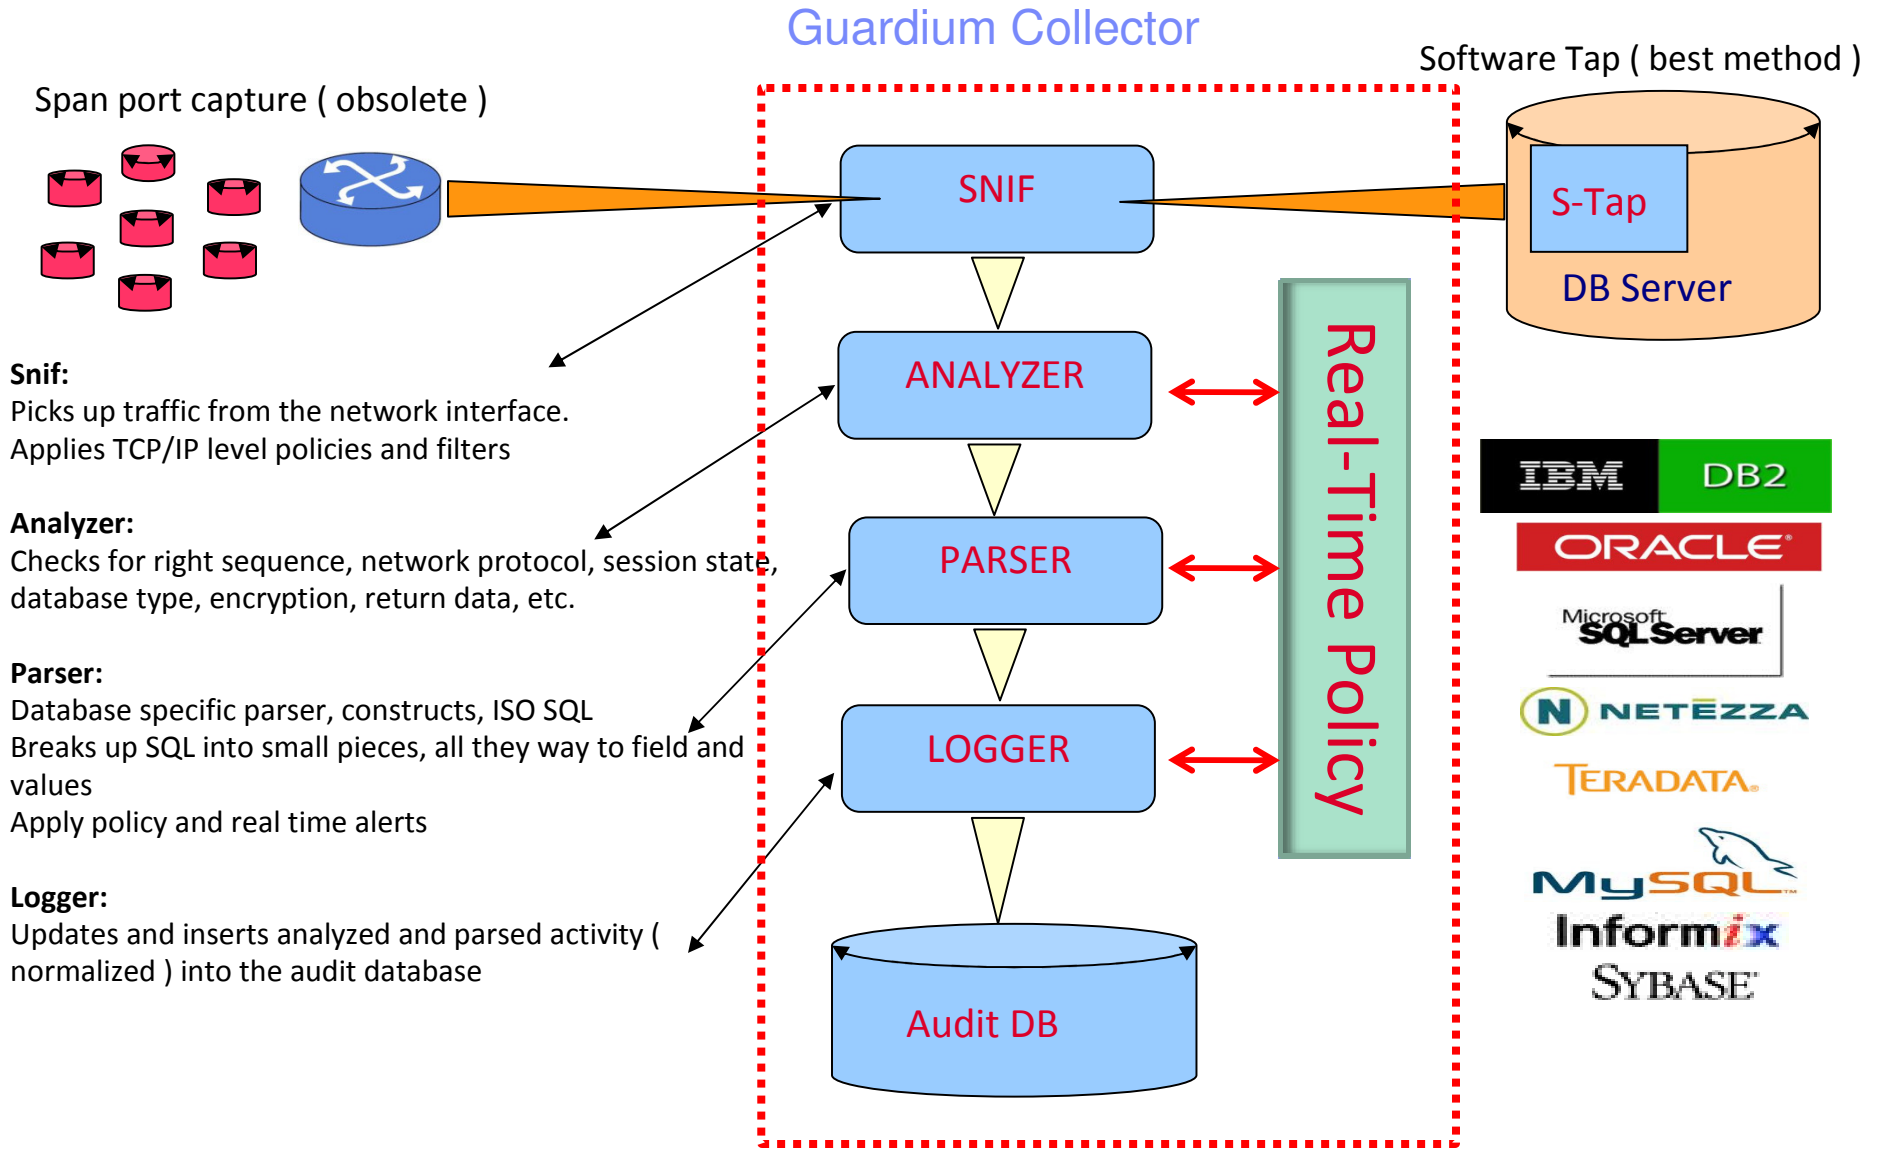 Guardium Collector
Span port capture ( obsolete )
Software Tap ( best method )
SNIF
S-Tap
DB Server
ANALYZER
PARSER
LOGGER
Audit DB
Real-Time Policy
Snif:
Picks up traffic from the network interface.
Applies TCP/IP level policies and filters
Analyzer:
Checks for right sequence, network protocol, session state,
database type, encryption, return data, etc.
Parser:
Database specific parser, constructs, ISO SQL
Breaks up SQL into small pieces, all they way to field and
values
Apply policy and real time alerts
Logger:
Updates and inserts analyzed and parsed activity (
normalized ) into the audit database
IBM DB2
ORACLE®
Microsoft
SQL Server
N NETĒZZA
TERADATA®
MySQL™
Informix
SYBASE